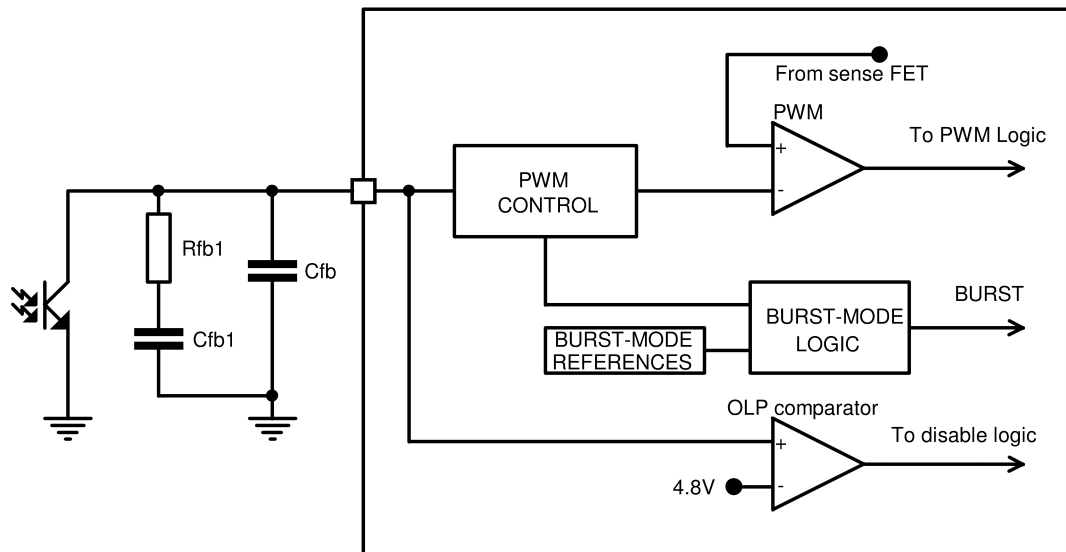 From sense FET
PWM
+
To PWM Logic
PWM
CONTROL
-
Rfb1
Cfb
Cfb1
BURST
BURST-MODE
LOGIC
BURST-MODE
REFERENCES
OLP comparator
+
To disable logic
4.8V
-